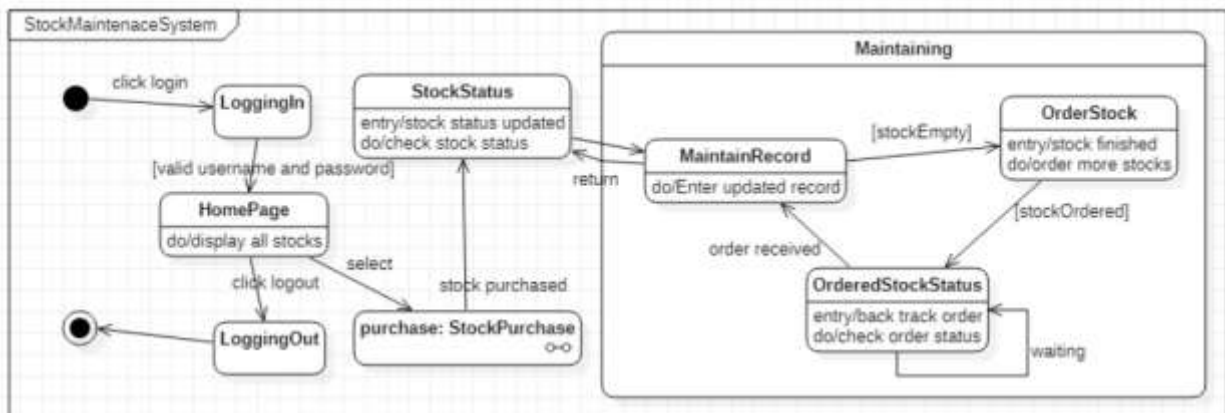 StockMaintenaceSystem
click login
LoggingIn
[valid username and password]
HomePage
do/display all stocks
click logout
select
LoggingOut
StockStatus
entry/stock status updated
do/check stock status
return
stock purchased
purchase: StockPurchase
Maintaining
MaintainRecord
do/Enter updated record
[stockEmpty]
OrderStock
entry/stock finished
do/order more stocks
[stockOrdered]
order received
OrderedStockStatus
entry/back track order
do/check order status
waiting